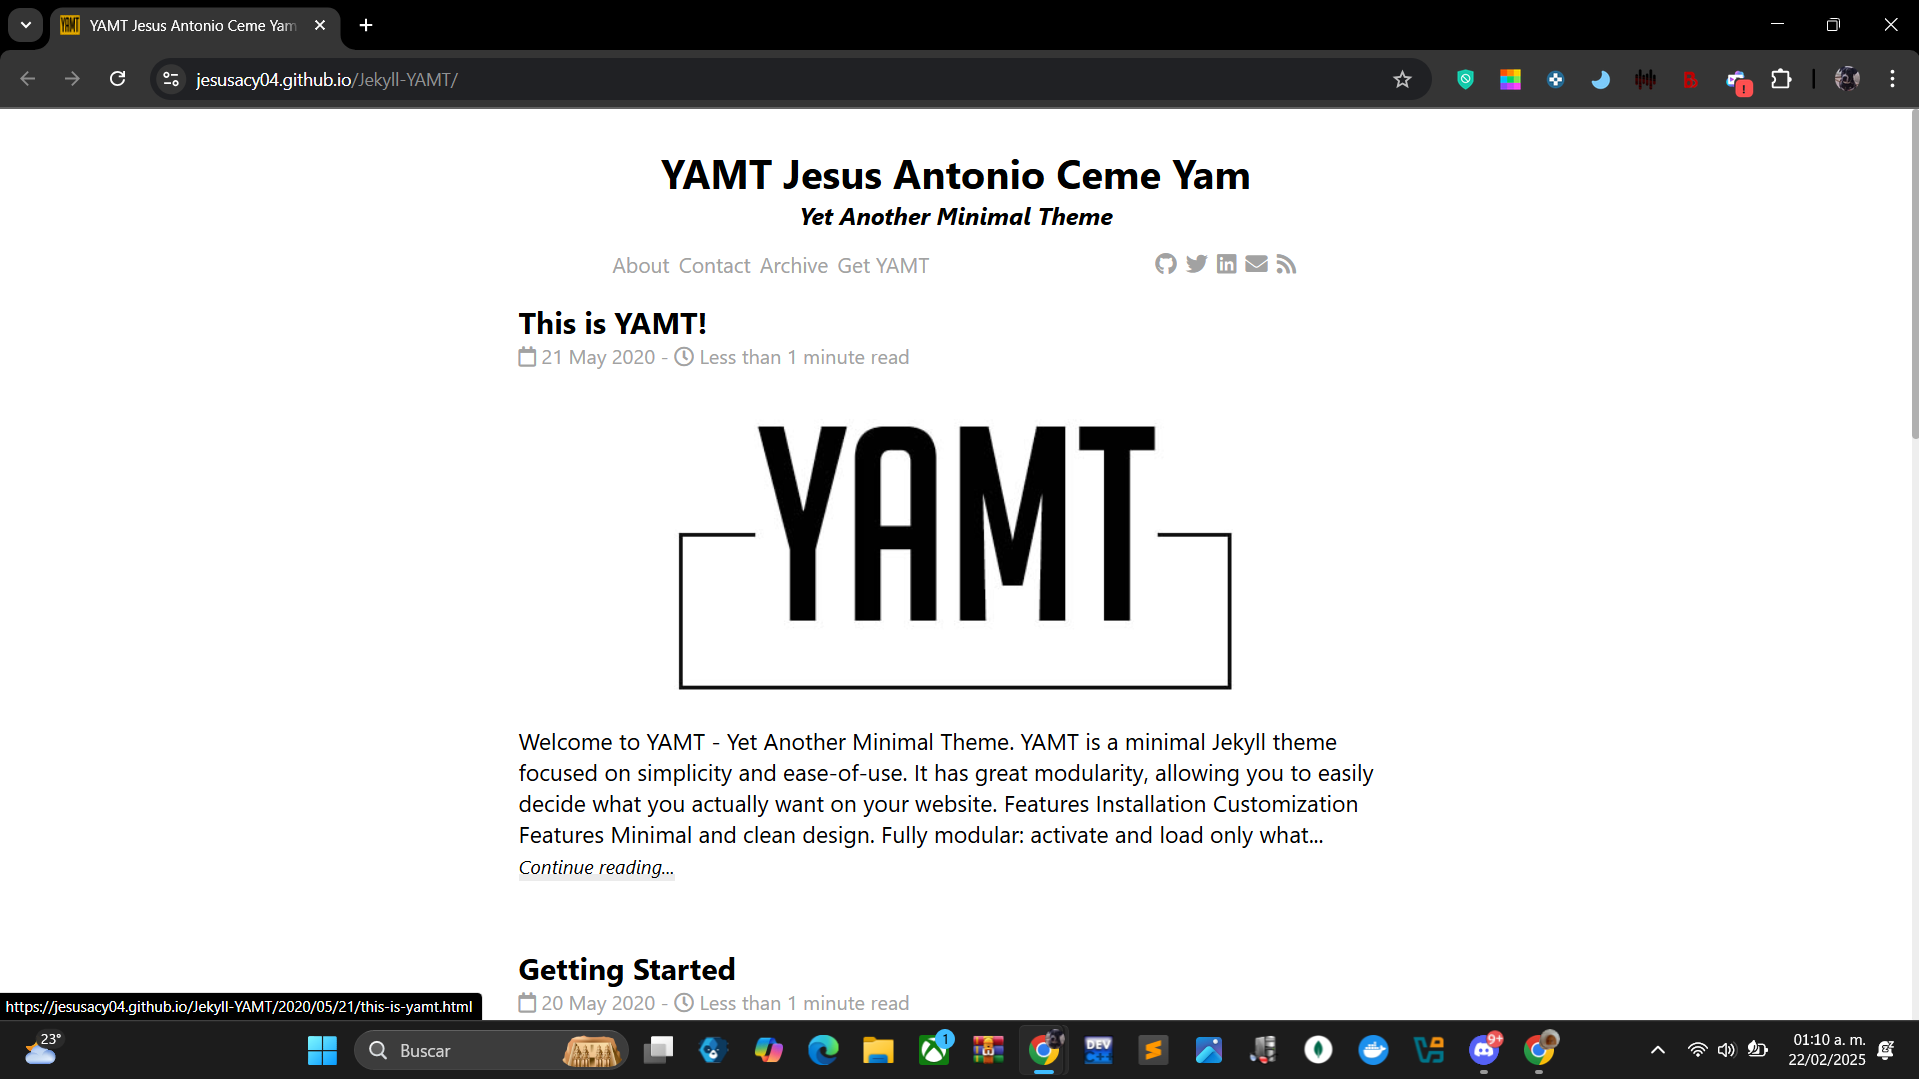 YAMT Jesus Antonio Ceme Yam
jesusacy04.github.io/Jekyll-YAMT/
YAMT Jesus Antonio Ceme Yam
Yet Another Minimal Theme
About Contact Archive Get YAMT
This is YAMT!
21 May 2020 - Less than 1 minute read
YAMT
Welcome to YAMT - Yet Another Minimal Theme. YAMT is a minimal Jekyll theme
focused on simplicity and ease-of-use. It has great modularity, allowing you to easily
decide what you actually want on your website. Features Installation Customization
Features Minimal and clean design. Fully modular: activate and load only what...
Continue reading...
Getting Started
20 May 2020 - Less than 1 minute read
https://jesusacy04.github.io/Jekyll-YAMT/2020/05/21/this-is-yamt.html
23°
Buscar
1
DEV
9+
01:10 a. m.
22/02/2025